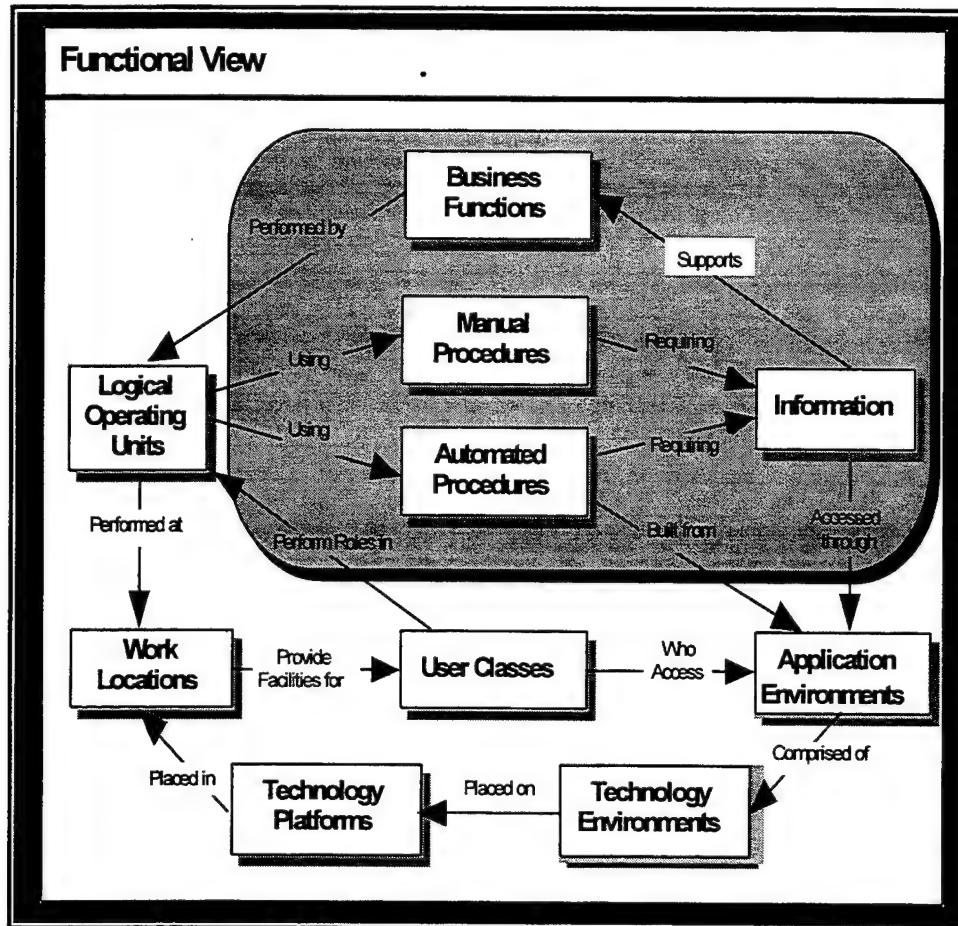 Functional View
Business
Functions
Performed by
Supports
Manual
Procedures
Using
Requiring
Logical
Operating
Units
Information
Using
Automated
Procedures
Requiring
Performed at
Perform Roles in
Built from
Accessed
through
Work
Locations
Provide
Facilities for
User Classes
Who
Access
Application
Environments
Placed in
Technology
Platforms
Placed on
Technology
Environments
Comprised of